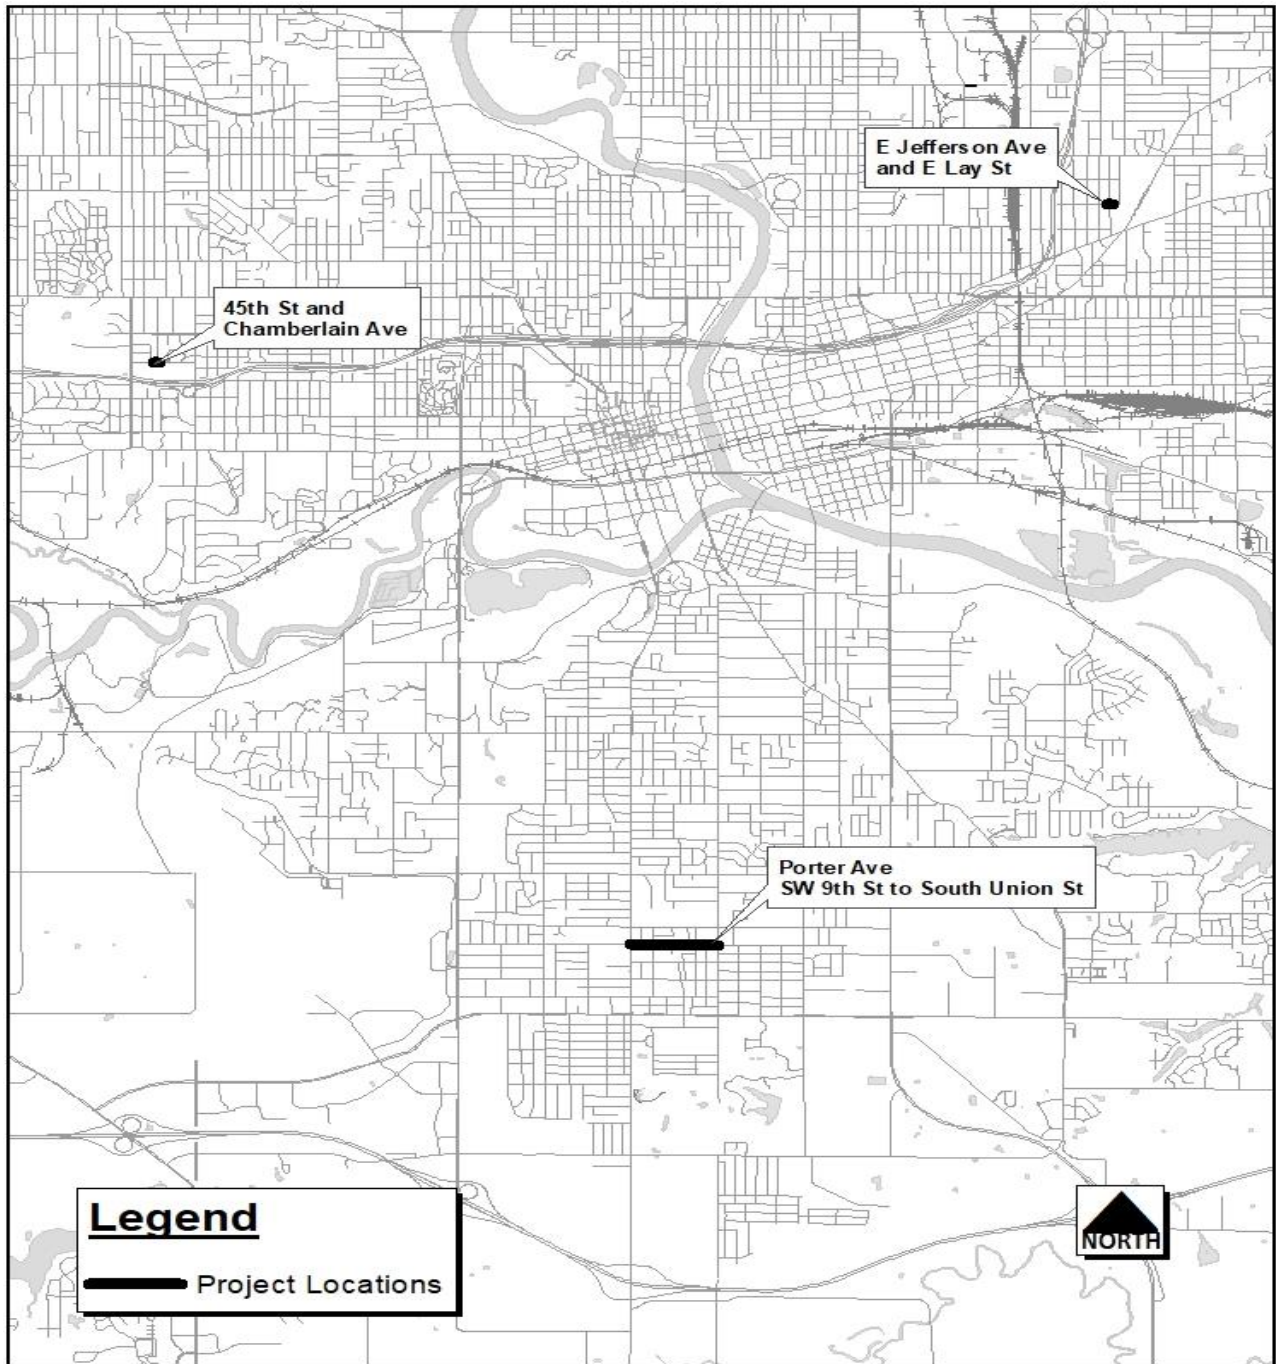 E Jefferson Ave
and E Lay St
45th St and
Chamberlain Ave
Porter Ave
SW 9th St to South Union St
Legend
Project Locations
NORTH